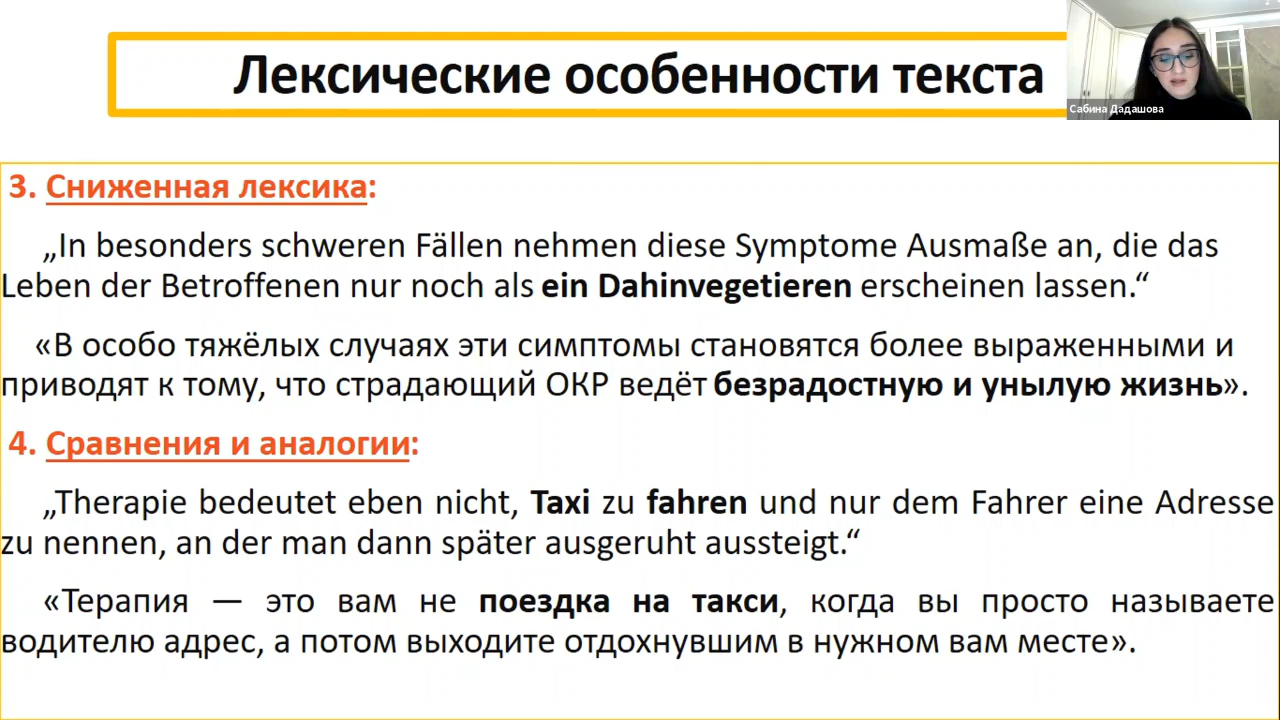 Лексические особенности текста
Сабина Дадашова
3. Сниженная лексика:
„In besonders schweren Fällen nehmen diese Symptome Ausmaße an, die das
Leben der Betroffenen nur noch als ein Dahinvegetieren erscheinen lassen.“
«В особо тяжёлых случаях эти симптомы становятся более выраженными и
приводят к тому, что страдающий ОКР ведёт безрадостную и унылую жизнь».
4. Сравнения и аналогии:
„Therapie bedeutet eben nicht, Taxi zu fahren und nur dem Fahrer eine Adresse
zu nennen, an der man dann später ausgeruht aussteigt.“
«Терапия — это вам не поездка на такси, когда вы просто называете
водителю адрес, а потом выходите отдохнувшим в нужном вам месте».